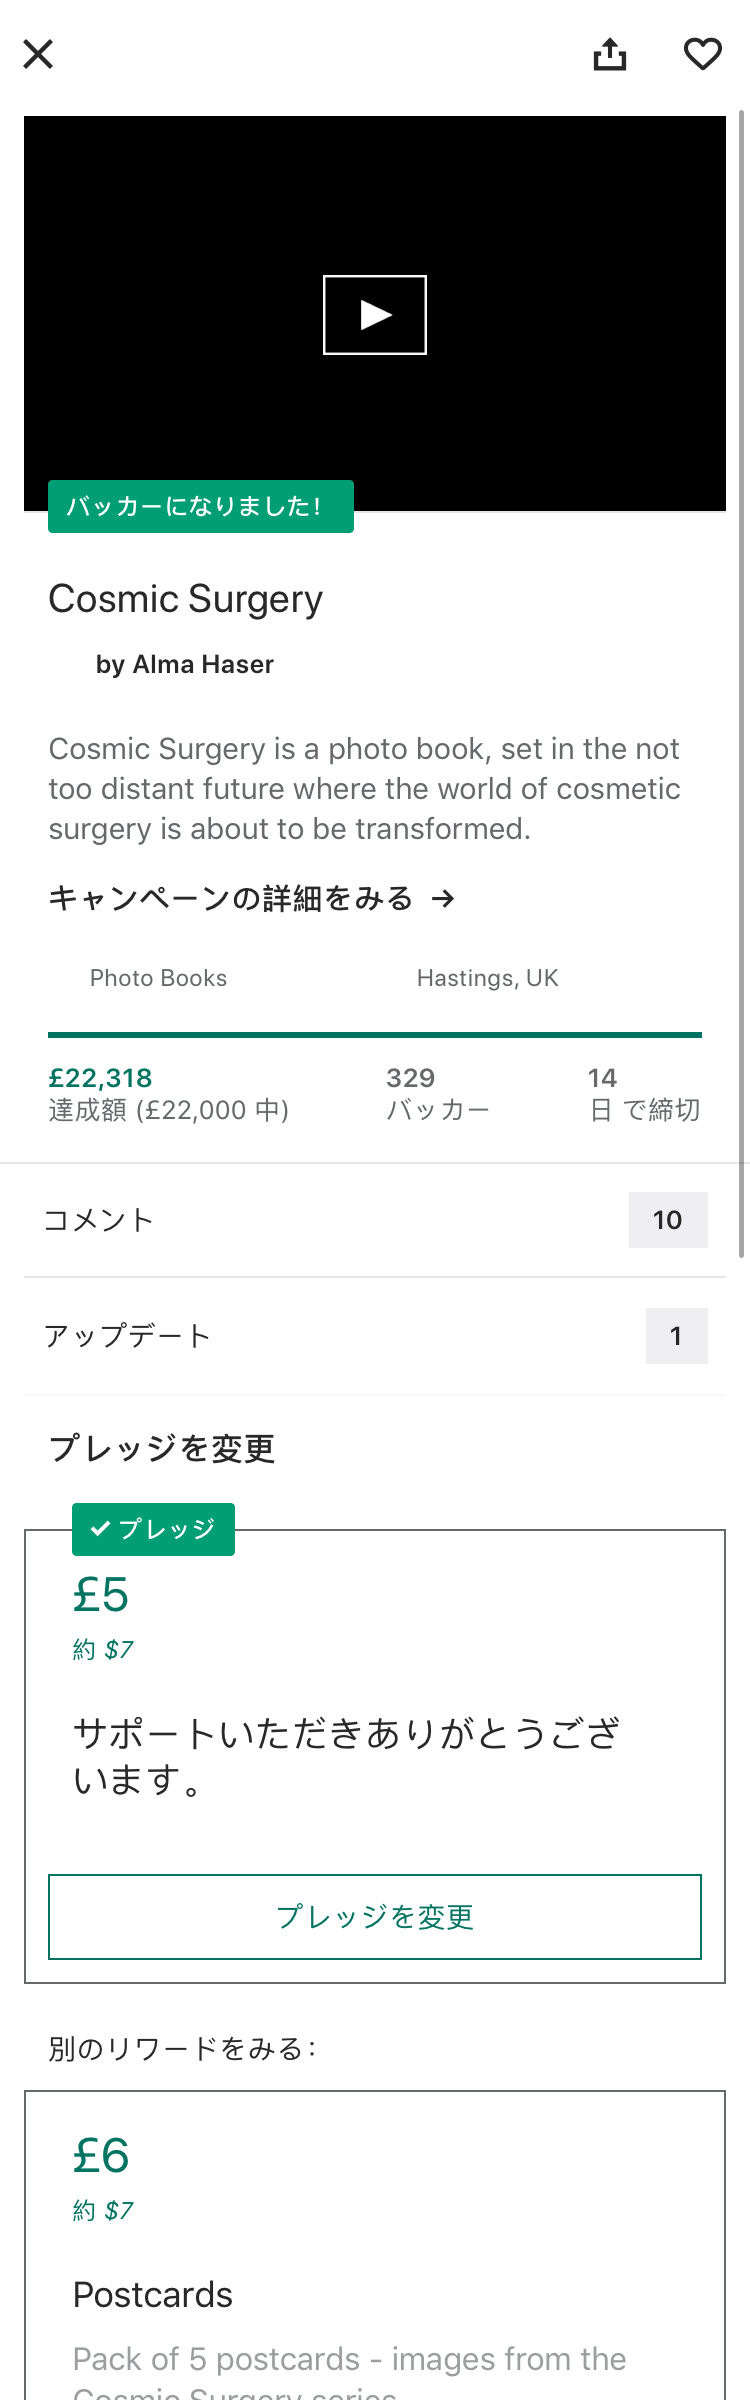 バッカーになりました!
Cosmic Surgery
by Alma Haser
Cosmic Surgery is a photo book, set in the not
too distant future where the world of cosmetic
surgery is about to be transformed.
キャンペーンの詳細をみる →
Photo Books
Hastings, UK
£22,318
達成額 (£22,000 中)
329
バッカー
14
日 で締切
コメント
10
アップデート
1
プレッジを変更
✓ プレッジ
£5
約 $7
サポートいただきありがとうござ
います。
プレッジを変更
別のリワードをみる:
£6
約 $7
Postcards
Pack of 5 postcards - images from the
Cosmic Surgery series